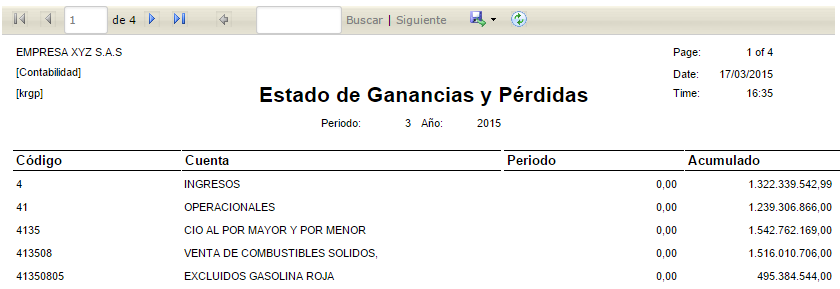 1 de 4 Buscar | Siguiente
EMPRESA XYZ S.A.S Page: 1 of 4
[Contabilidad] Date: 17/03/2015
[krgp] Time: 16:35
Estado de Ganancias y Pérdidas
Periodo: 3 Año: 2015
Código Cuenta Periodo Acumulado
4 INGRESOS 0,00 1.322.339.542,99
41 OPERACIONALES 0,00 1.239.306.866,00
4135 CIO AL POR MAYOR Y POR MENOR 0,00 1.542.762.169,00
413508 VENTA DE COMBUSTIBLES SOLIDOS, 0,00 1.516.010.706,00
41350805 EXCLUIDOS GASOLINA ROJA 0,00 495.384.544,00